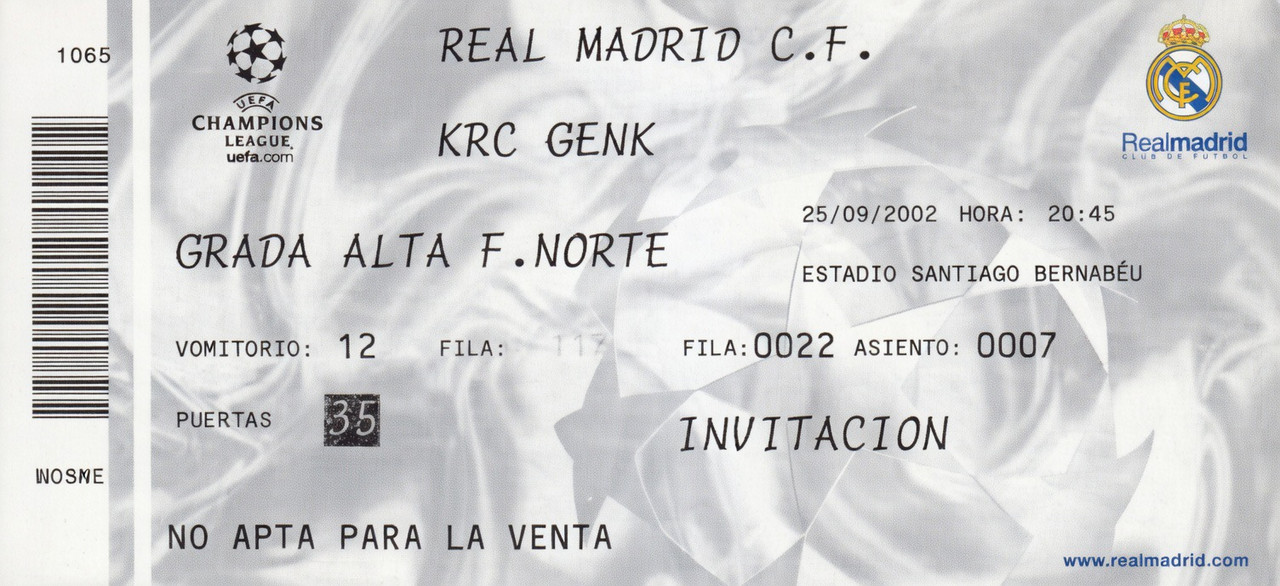 1065
WOSME
UEFA
CHAMPIONS
LEAGUE
uefa.com
REAL MADRID C.F.
KRC GENK
Realmadrid
CLUB DE FUTBOL
25/09/2002 HORA: 20:45
GRADA ALTA F.NORTE
ESTADIO SANTIAGO BERNABÉU
VOMITORIO: 12 FILA: 117 FILA:0022 ASIENTO: 0007
PUERTAS 35
INVITACION
NO APTA PARA LA VENTA
www.realmadrid.com